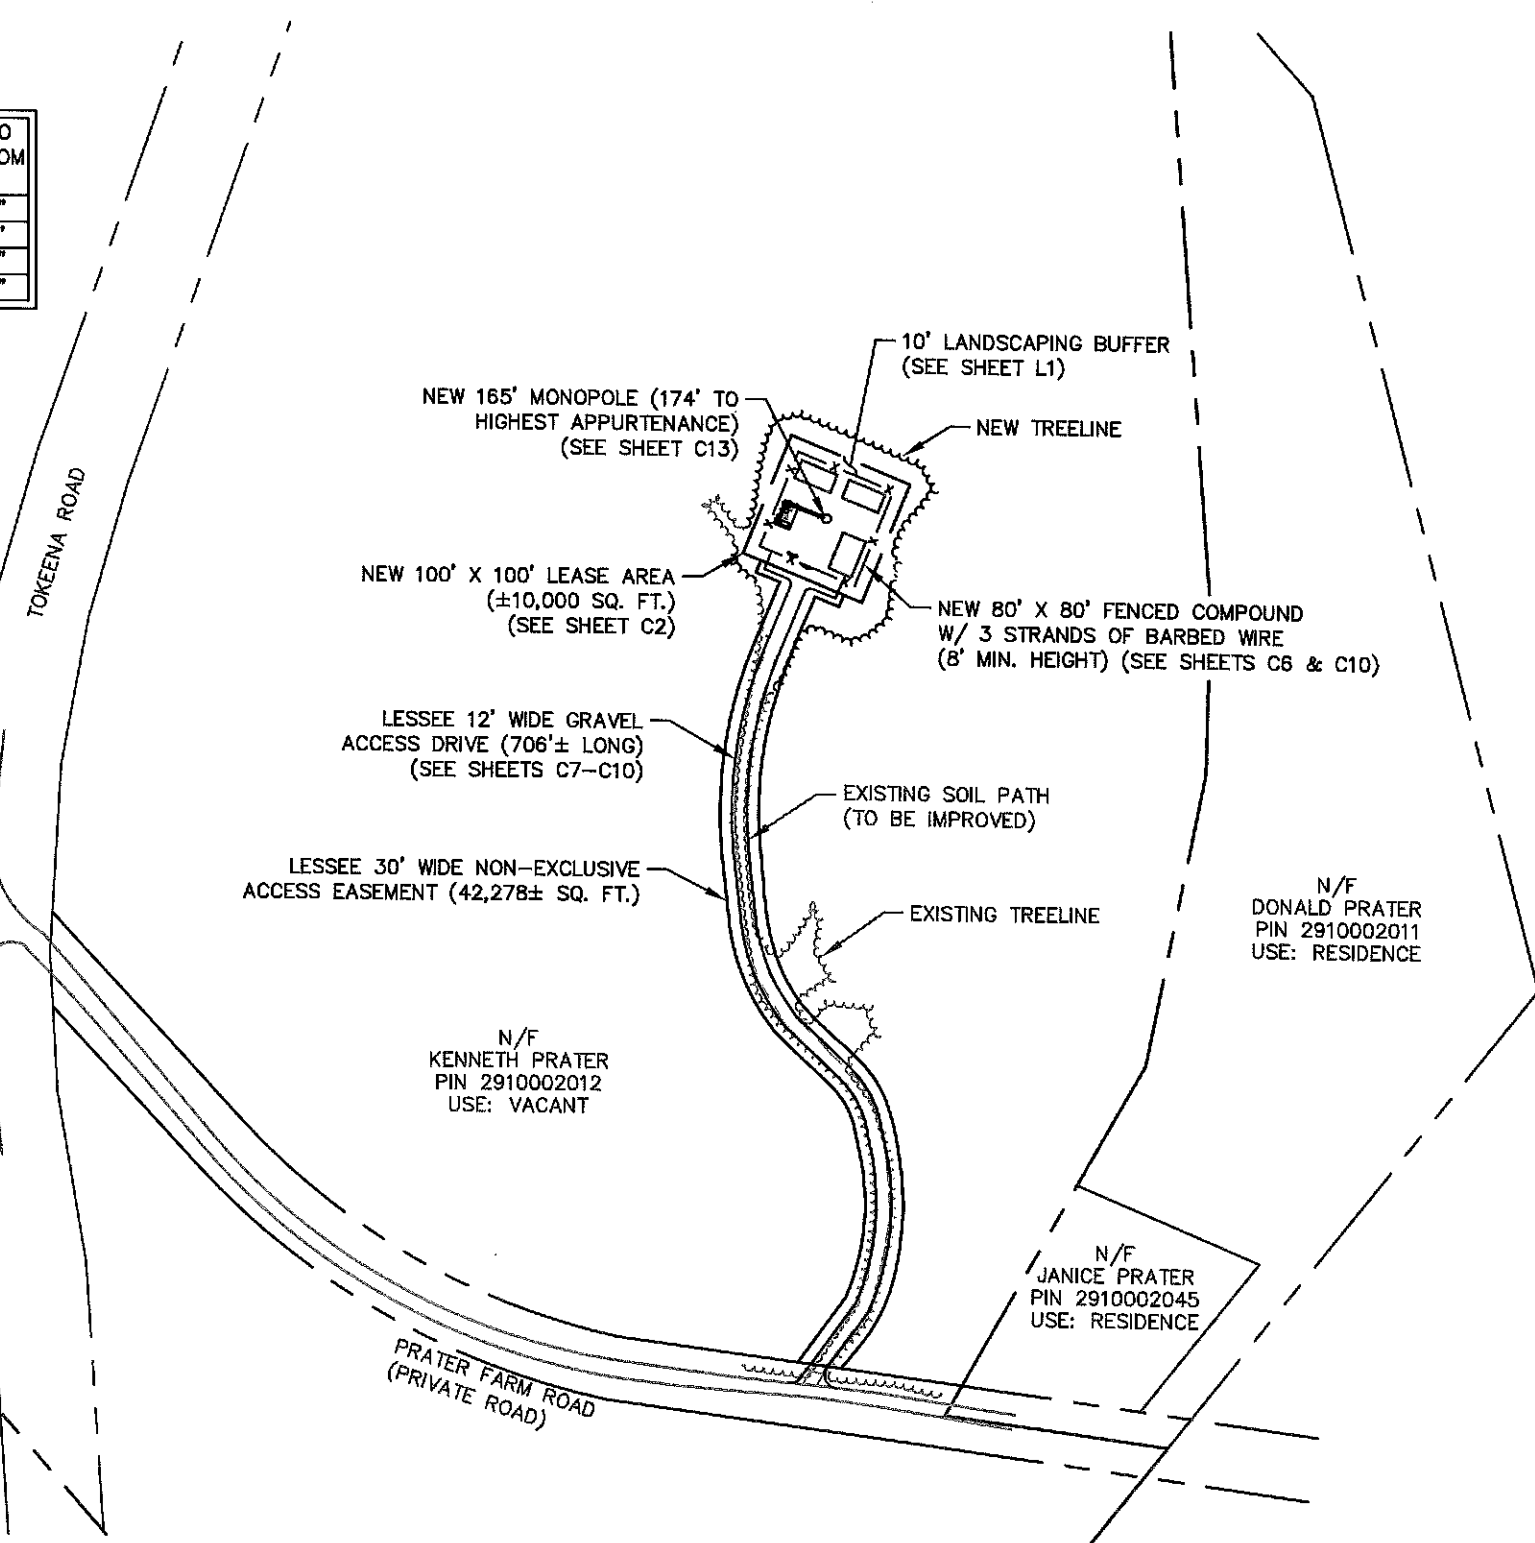 O
OM
"
"
"
"
10' LANDSCAPING BUFFER
(SEE SHEET L1)
NEW 165' MONOPOLE (174' TO
HIGHEST APPURTENANCE)
(SEE SHEET C13)
NEW TREELINE
TOKEENA ROAD
NEW 100' X 100' LEASE AREA
(±10,000 SQ. FT.)
(SEE SHEET C2)
NEW 80' X 80' FENCED COMPOUND
W/ 3 STRANDS OF BARBED WIRE
(8' MIN. HEIGHT) (SEE SHEETS C6 & C10)
LESSEE 12' WIDE GRAVEL
ACCESS DRIVE (706'± LONG)
(SEE SHEETS C7-C10)
EXISTING SOIL PATH
(TO BE IMPROVED)
LESSEE 30' WIDE NON-EXCLUSIVE
ACCESS EASEMENT (42,278± SQ. FT.)
EXISTING TREELINE
N/F
DONALD PRATER
PIN 2910002011
USE: RESIDENCE
N/F
KENNETH PRATER
PIN 2910002012
USE: VACANT
N/F
JANICE PRATER
PIN 2910002045
USE: RESIDENCE
PRATER FARM ROAD
(PRIVATE ROAD)